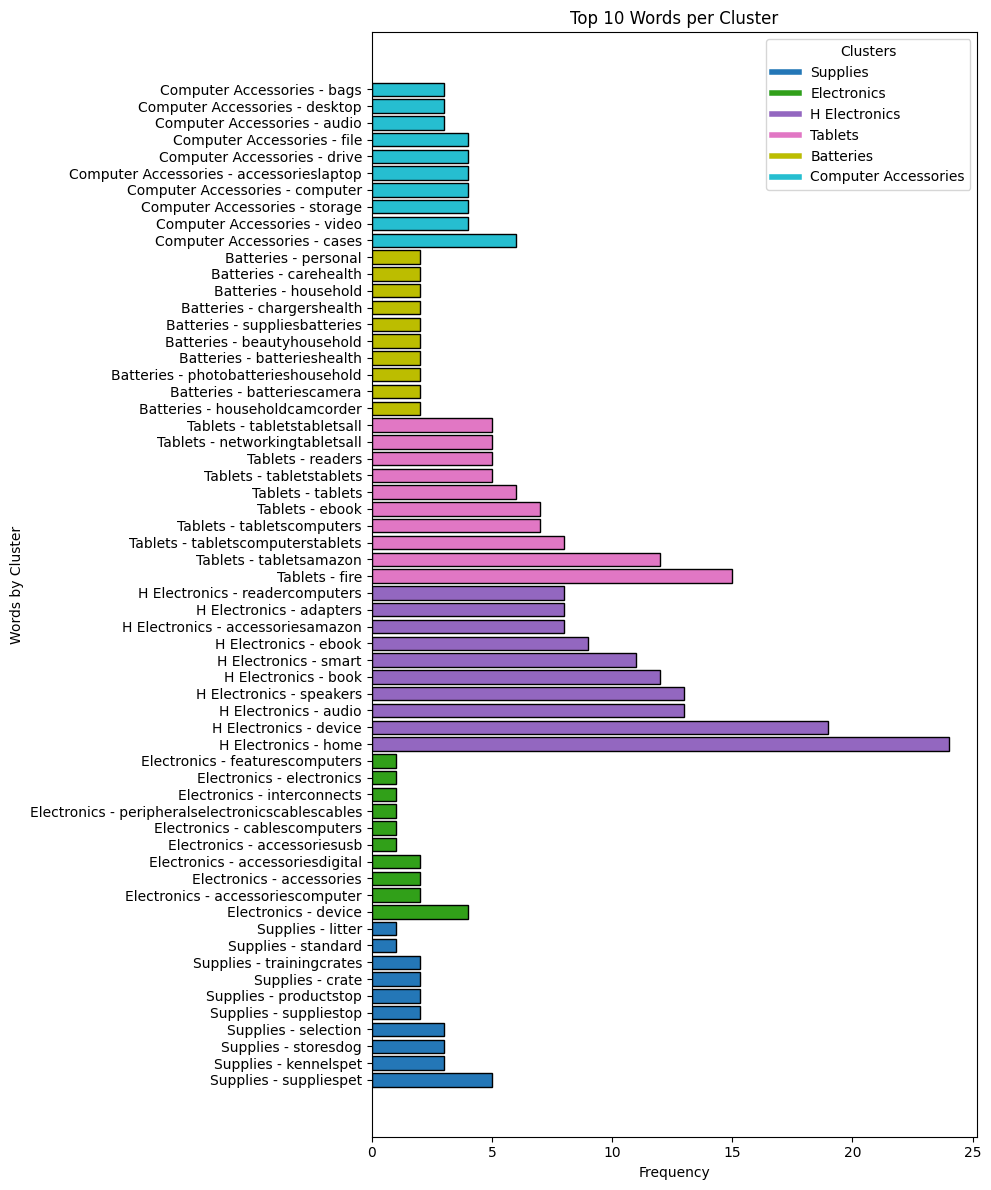 Top 10 Words per Cluster
Clusters
Supplies
Electronics
H Electronics
Tablets
Batteries
Computer Accessories
Computer Accessories - bags
Computer Accessories - desktop
Computer Accessories - audio
Computer Accessories - file
Computer Accessories - drive
Computer Accessories - accessorieslaptop
Computer Accessories - computer
Computer Accessories - storage
Computer Accessories - video
Computer Accessories - cases
Batteries - personal
Batteries - carehealth
Batteries - household
Batteries - chargershealth
Batteries - suppliesbatteries
Batteries - beautyhousehold
Batteries - batterieshealth
Batteries - photobatterieshousehold
Batteries - batteriescamera
Batteries - householdcamcorder
Tablets - tabletstabletsall
Tablets - networkingtabletsall
Tablets - readers
Tablets - tabletstablets
Tablets - tablets
Tablets - ebook
Tablets - tabletscomputers
Tablets - tabletscomputerstablets
Tablets - tabletsamazon
Tablets - fire
H Electronics - readercomputers
H Electronics - adapters
H Electronics - accessoriesamazon
H Electronics - ebook
H Electronics - smart
H Electronics - book
H Electronics - speakers
H Electronics - audio
H Electronics - device
H Electronics - home
Electronics - featurescomputers
Electronics - electronics
Electronics - interconnects
Electronics - peripheralselectronicscablescables
Electronics - cablescomputers
Electronics - accessoriesusb
Electronics - accessoriesdigital
Electronics - accessories
Electronics - accessoriescomputer
Electronics - device
Supplies - litter
Supplies - standard
Supplies - trainingcrates
Supplies - crate
Supplies - productstop
Supplies - suppliestop
Supplies - selection
Supplies - storesdog
Supplies - kennelspet
Supplies - suppliespet
Words by Cluster
0 5 10 15 20 25
Frequency